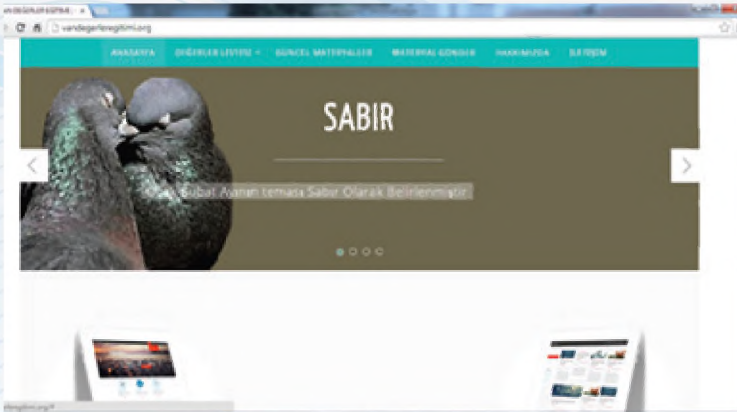 vandegerleregitimi.org
ANASAYFA DEĞERLER LİSTESİ GÜNCEL MATERYALLER MATERYAL GÖNDER HAKKIMIZDA İLETİŞİM
SABIR
Şubat Ayının teması Sabır Olarak Belirlenmiştir